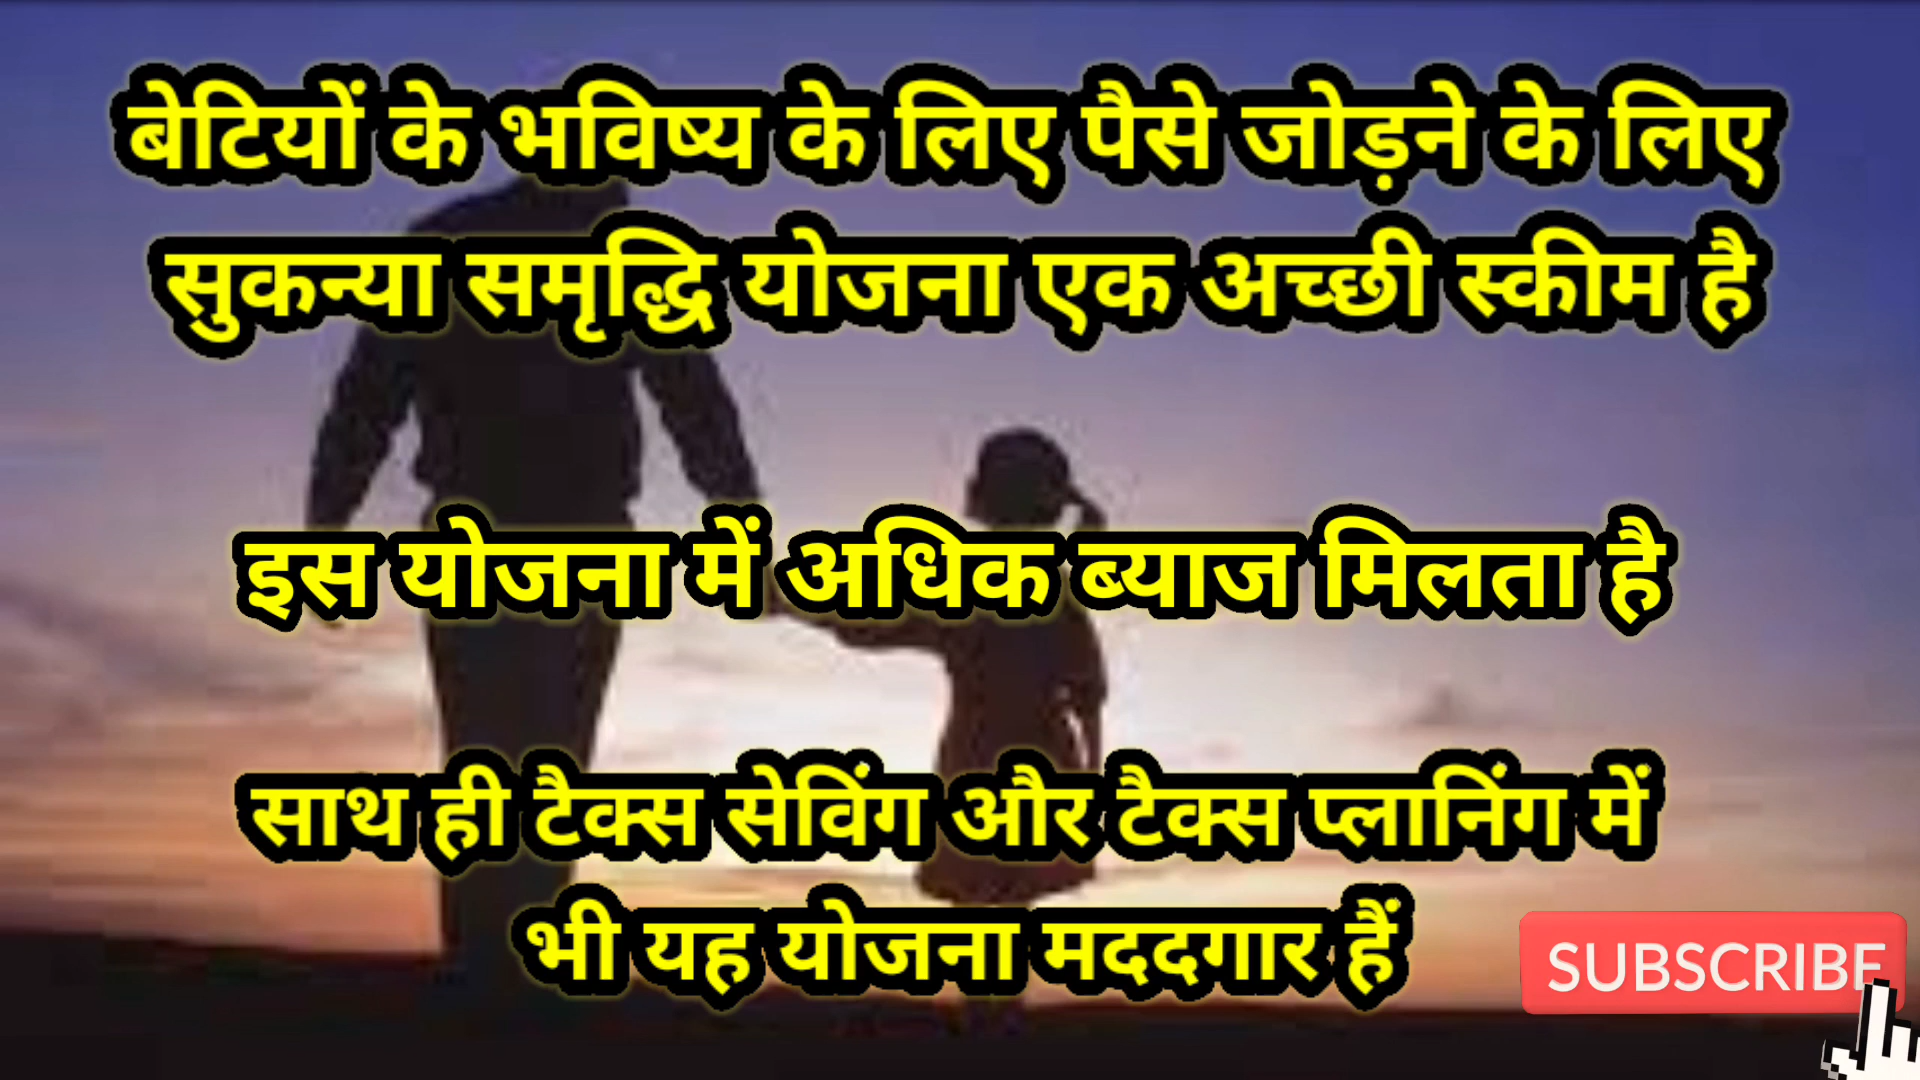 बेटियों के भविष्य के लिए पैसे जोड़ने के लिए
सुकन्या समृद्धि योजना एक अच्छी स्कीम है
इस योजना में अधिक ब्याज मिलता है
साथ ही टैक्स सेविंग और टैक्स प्लानिंग में
भी यह योजना मददगार हैं
SUBSCRIBE